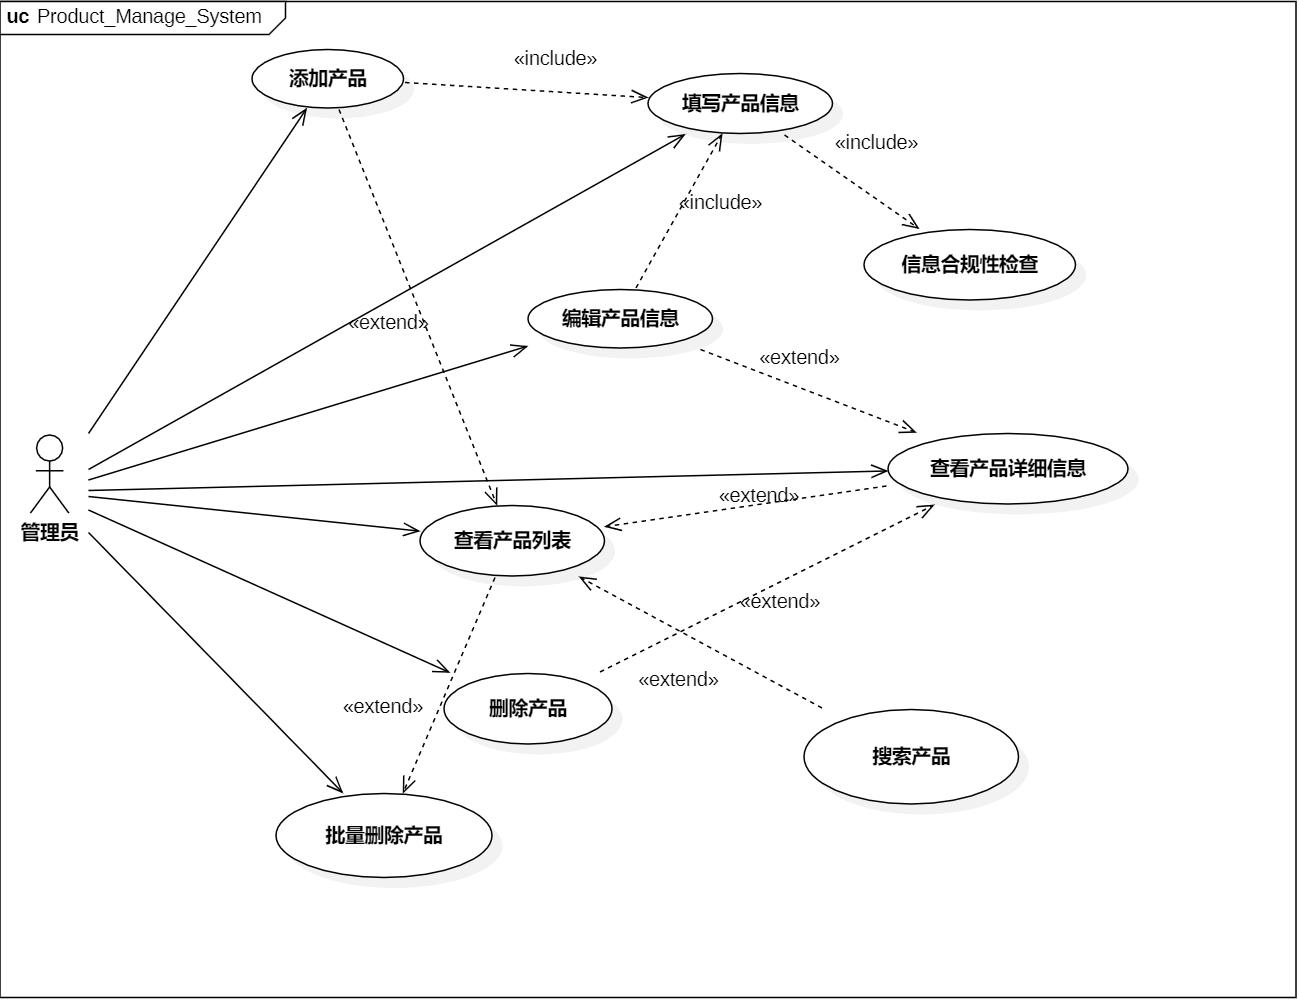 uc Product_Manage_System
添加产品
«include»
填写产品信息
«include»
«include»
信息合规性检查
编辑产品信息
«extend»
«extend»
查看产品详细信息
«extend»
管理员
查看产品列表
«extend»
«extend»
«extend»
删除产品
搜索产品
批量删除产品